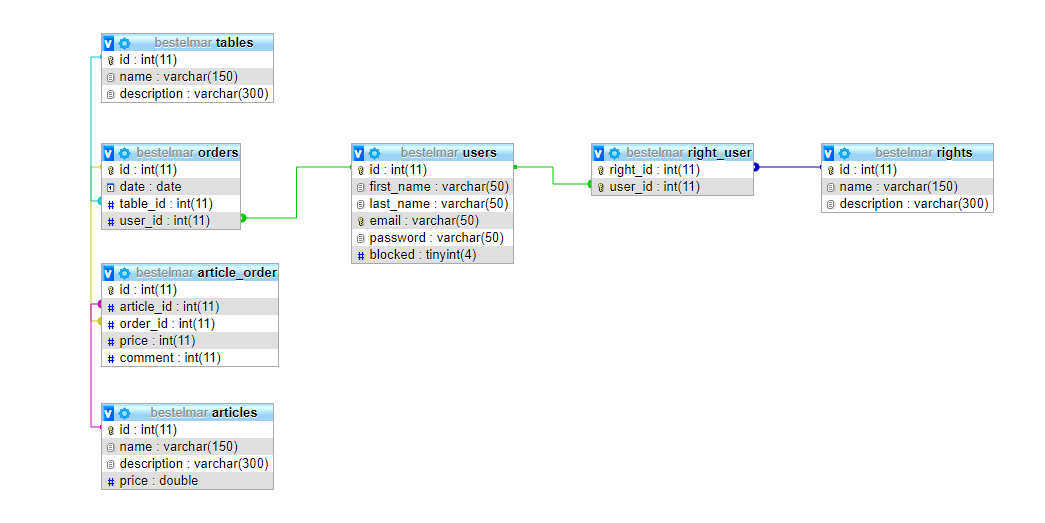 v bestelmar tables
id : int(11)
name : varchar(150)
description : varchar(300)
v bestelmar orders
id : int(11)
date : date
# table_id : int(11)
# user_id : int(11)
v bestelmar article_order
id : int(11)
# article_id : int(11)
# order_id : int(11)
# price : int(11)
# comment : int(11)
v bestelmar articles
id : int(11)
name : varchar(150)
description : varchar(300)
# price : double
v bestelmar users
id : int(11)
first_name : varchar(50)
last_name : varchar(50)
email : varchar(50)
password : varchar(50)
# blocked : tinyint(4)
v bestelmar right_user
right_id : int(11)
user_id : int(11)
v bestelmar rights
id : int(11)
name : varchar(150)
description : varchar(300)